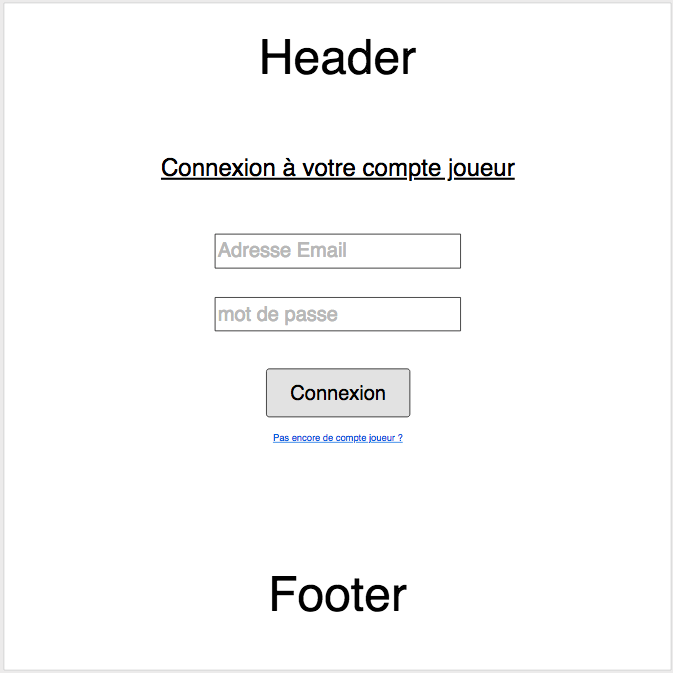 Header
Connexion à votre compte joueur
Adresse Email
mot de passe
Connexion
Pas encore de compte joueur ?
Footer